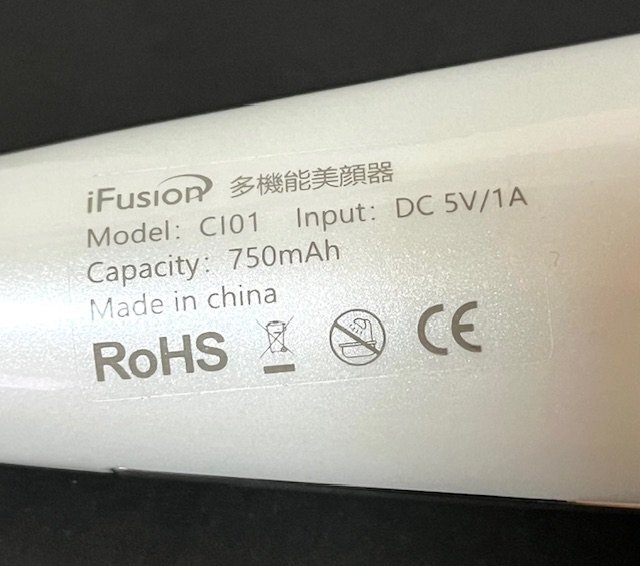 iFusion 多機能美顔器
Model: CI01 Input: DC 5V/1A
Capacity: 750mAh
Made in china
RoHS CE